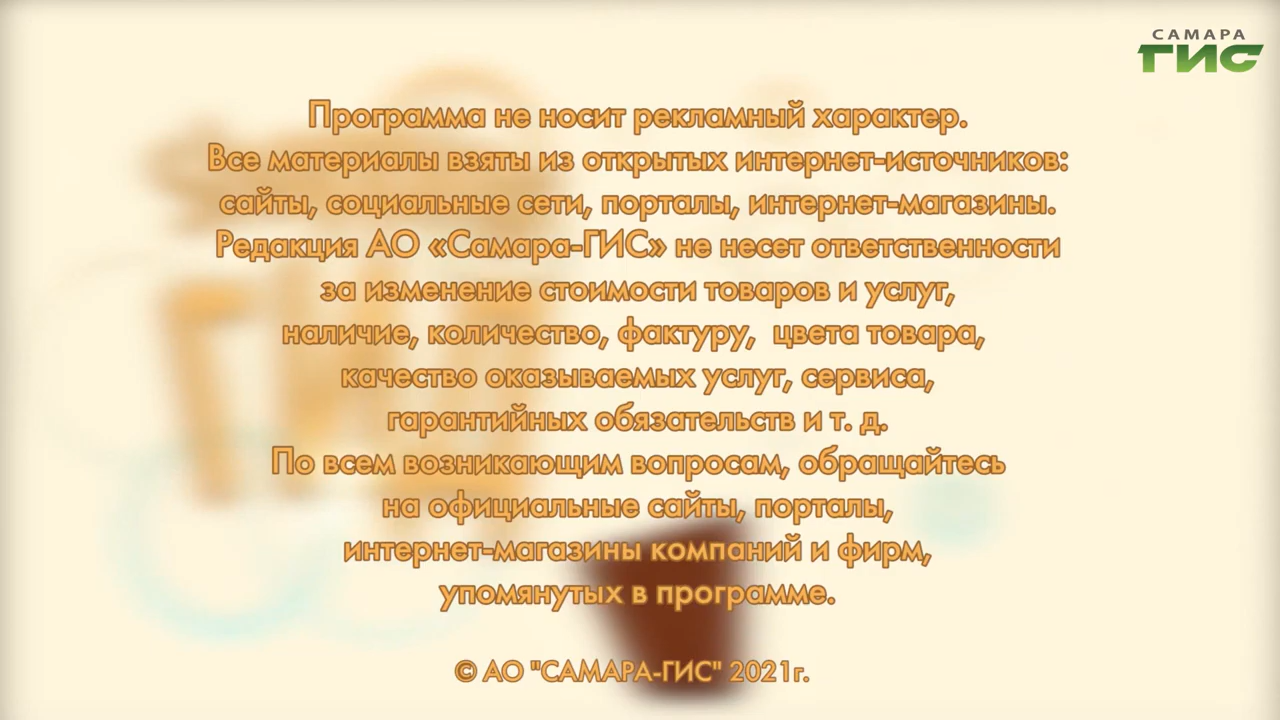 САМАРА
ГИС
Программа не носит рекламный характер.
Все материалы взяты из открытых интернет-источников:
сайты, социальные сети, порталы, интернет-магазины.
Редакция АО «Самара-ГИС» не несет ответственности
за изменение стоимости товаров и услуг,
наличие, количество, фактуру,  цвета товара,
качество оказываемых услуг, сервиса,
гарантийных обязательств и т. д.
По всем возникающим вопросам, обращайтесь
на официальные сайты, порталы,
интернет-магазины компаний и фирм,
упомянутых в программе.
© АО "САМАРА-ГИС" 2021г.